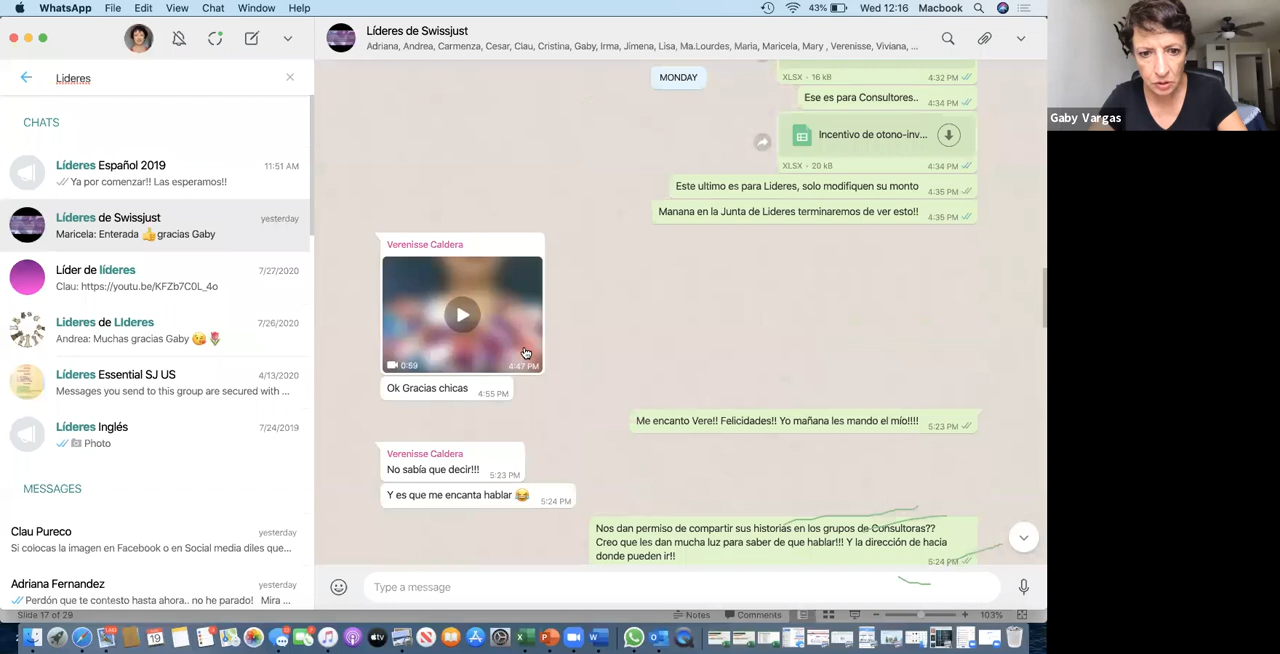 WhatsApp File Edit View Chat Window Help
43% Wed 12:16 Macbook
Líderes de Swissjust
Adriana, Andrea, Carmenza, Cesar, Clau, Cristina, Gaby, Irma, Jimena, Lisa, Ma.Lourdes, Maria, Maricela, Mary , Verenisse, Viviana, ...
Lideres
CHATS
Líderes Español 2019 11:51 AM
Ya por comenzar!! Las esperamos!!
Líderes de Swissjust yesterday
Maricela: Enterada 👍gracias Gaby
Líder de líderes 7/27/2020
Clau: https://youtu.be/KFZb7C0L_4o
Lideres de LIderes 7/26/2020
Andrea: Muchas gracias Gaby 😘🌷
Líderes Essential SJ US 4/13/2020
Messages you send to this group are secured with ...
Líderes Inglés 7/24/2019
Photo
MESSAGES
Clau Pureco yesterday
Si colocas la imagen en Facebook o en Social media diles que...
Adriana Fernandez yesterday
Perdón que te contesto hasta ahora.. no he parado! Mira ...
MONDAY
XLSX • 16 kB 4:32 PM
Ese es para Consultores.. 4:34 PM
Incentivo de otono-inv...
XLSX • 20 kB 4:34 PM
Este ultimo es para Lideres, solo modifiquen su monto 4:35 PM
Manana en la Junta de Lideres terminaremos de ver esto!! 4:35 PM
Verenisse Caldera
0:59 4:47 PM
Ok Gracias chicas 4:55 PM
Me encanto Vere!! Felicidades!! Yo mañana les mando el mío!!!! 5:23 PM
Verenisse Caldera
No sabía que decir!!! 5:23 PM
Y es que me encanta hablar 😂 5:24 PM
Nos dan permiso de compartir sus historias en los grupos de Consultoras??
Creo que les dan mucha luz para saber de que hablar!!! Y la dirección de hacia
donde pueden ir!! 5:24 PM
Type a message
Slide 17 of 29 Notes Comments 103%
Gaby Vargas